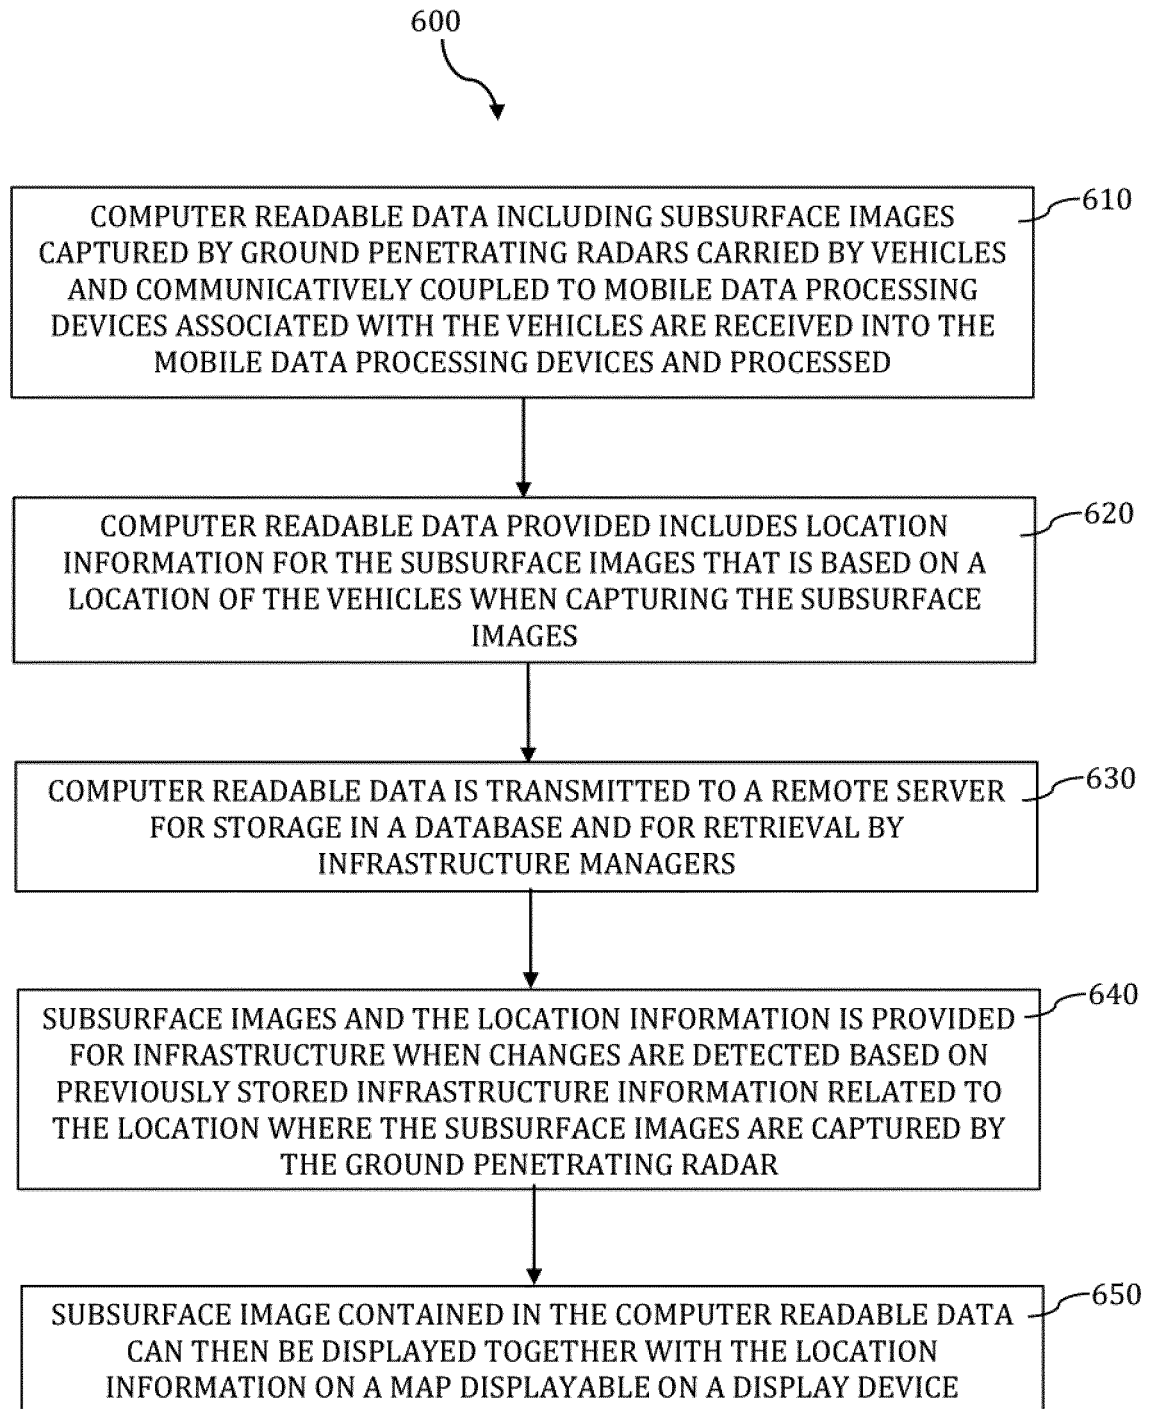 600
COMPUTER READABLE DATA INCLUDING SUBSURFACE IMAGES
CAPTURED BY GROUND PENETRATING RADARS CARRIED BY VEHICLES
AND COMMUNICATIVELY COUPLED TO MOBILE DATA PROCESSING
DEVICES ASSOCIATED WITH THE VEHICLES ARE RECEIVED INTO THE
MOBILE DATA PROCESSING DEVICES AND PROCESSED
610
COMPUTER READABLE DATA PROVIDED INCLUDES LOCATION
INFORMATION FOR THE SUBSURFACE IMAGES THAT IS BASED ON A
LOCATION OF THE VEHICLES WHEN CAPTURING THE SUBSURFACE
IMAGES
620
COMPUTER READABLE DATA IS TRANSMITTED TO A REMOTE SERVER
FOR STORAGE IN A DATABASE AND FOR RETRIEVAL BY
INFRASTRUCTURE MANAGERS
630
SUBSURFACE IMAGES AND THE LOCATION INFORMATION IS PROVIDED
FOR INFRASTRUCTURE WHEN CHANGES ARE DETECTED BASED ON
PREVIOUSLY STORED INFRASTRUCTURE INFORMATION RELATED TO
THE LOCATION WHERE THE SUBSURFACE IMAGES ARE CAPTURED BY
THE GROUND PENETRATING RADAR
640
SUBSURFACE IMAGE CONTAINED IN THE COMPUTER READABLE DATA
CAN THEN BE DISPLAYED TOGETHER WITH THE LOCATION
INFORMATION ON A MAP DISPLAYABLE ON A DISPLAY DEVICE
650